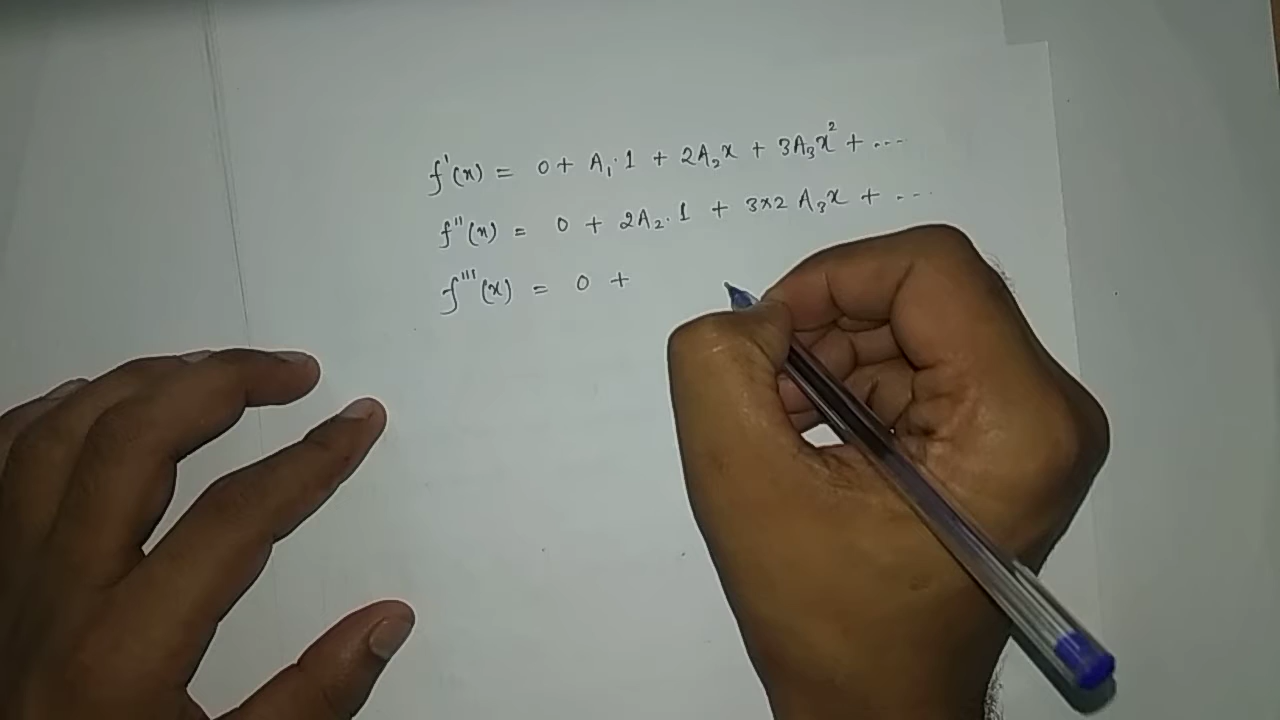 f'(x) = 0 + A₁·1 + 2A₂x + 3A₃x² + ...
f''(x) = 0 + 2A₂·1 + 3×2 A₃x + ...
f'''(x) = 0 +